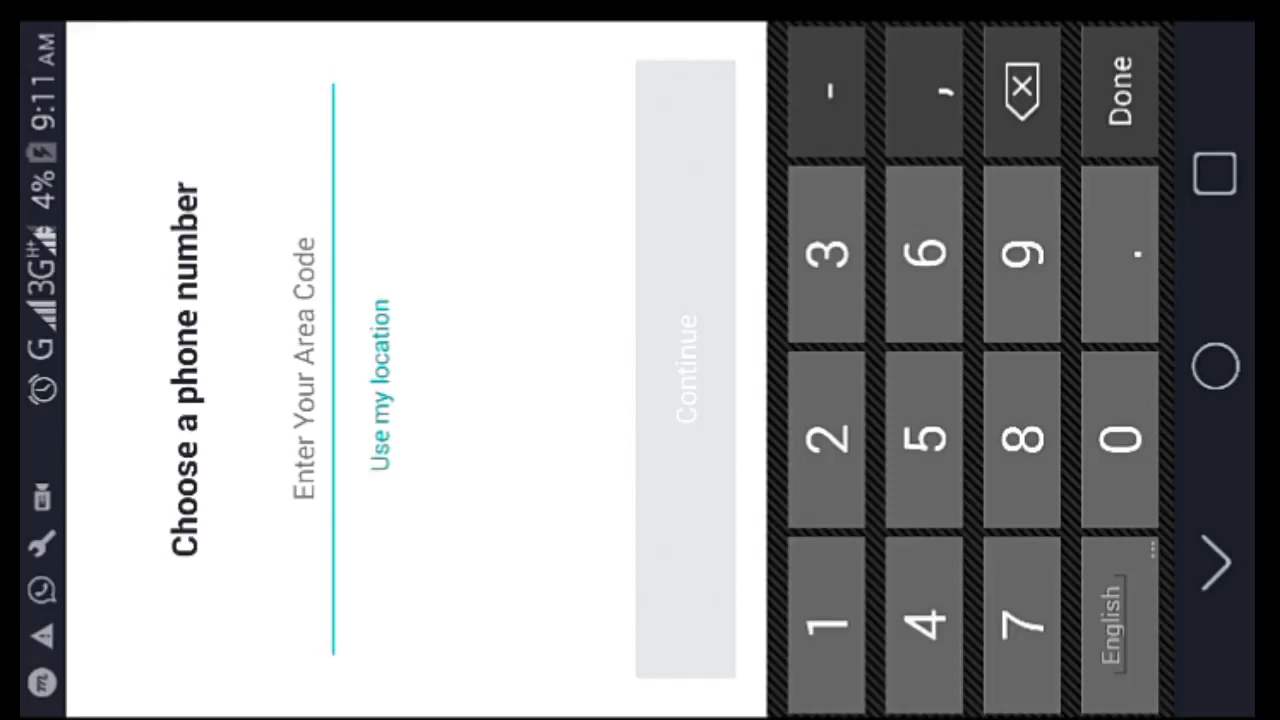 G 3G H+ 4% 9:11 AM
Choose a phone number
Enter Your Area Code
Use my location
Continue
1 2 3 -
4 5 6 ,
7 8 9
English 0 . Done